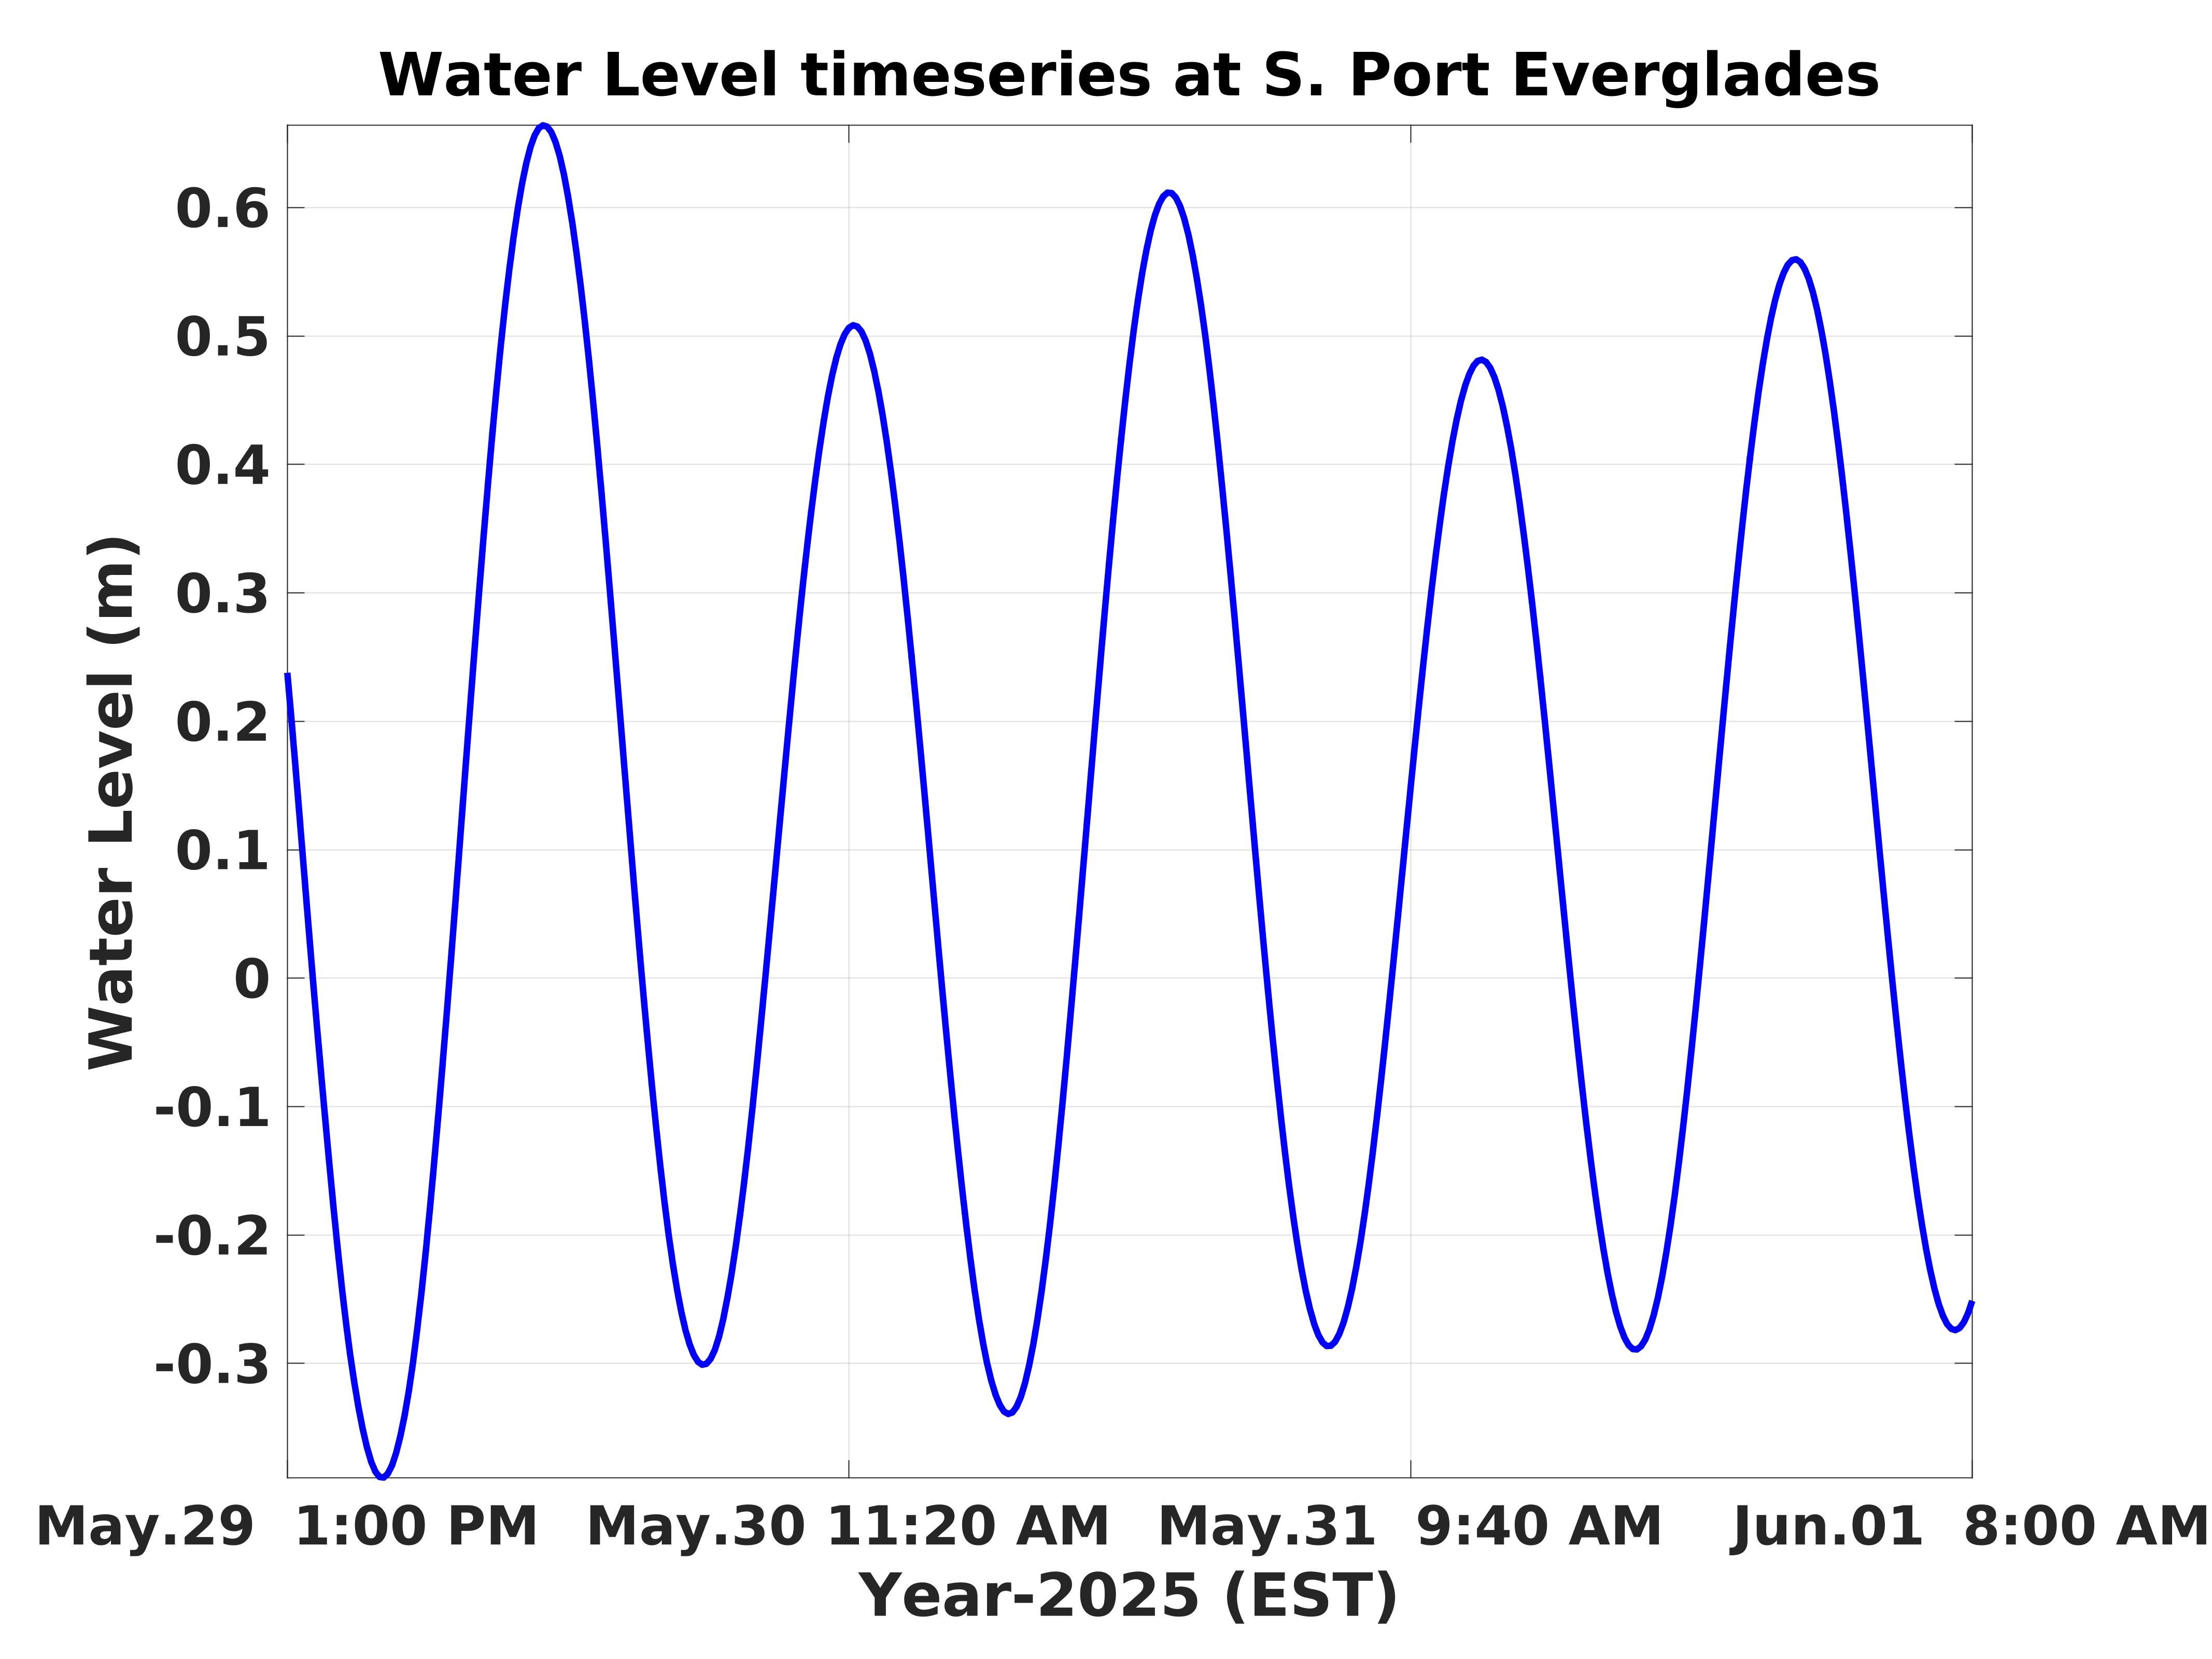 Water Level timeseries at S. Port Everglades
Water Level (m)
0.6
0.5
0.4
0.3
0.2
0.1
0
-0.1
-0.2
-0.3
May.29 1:00 PM May.30 11:20 AM May.31 9:40 AM Jun.01 8:00 AM
Year-2025 (EST)